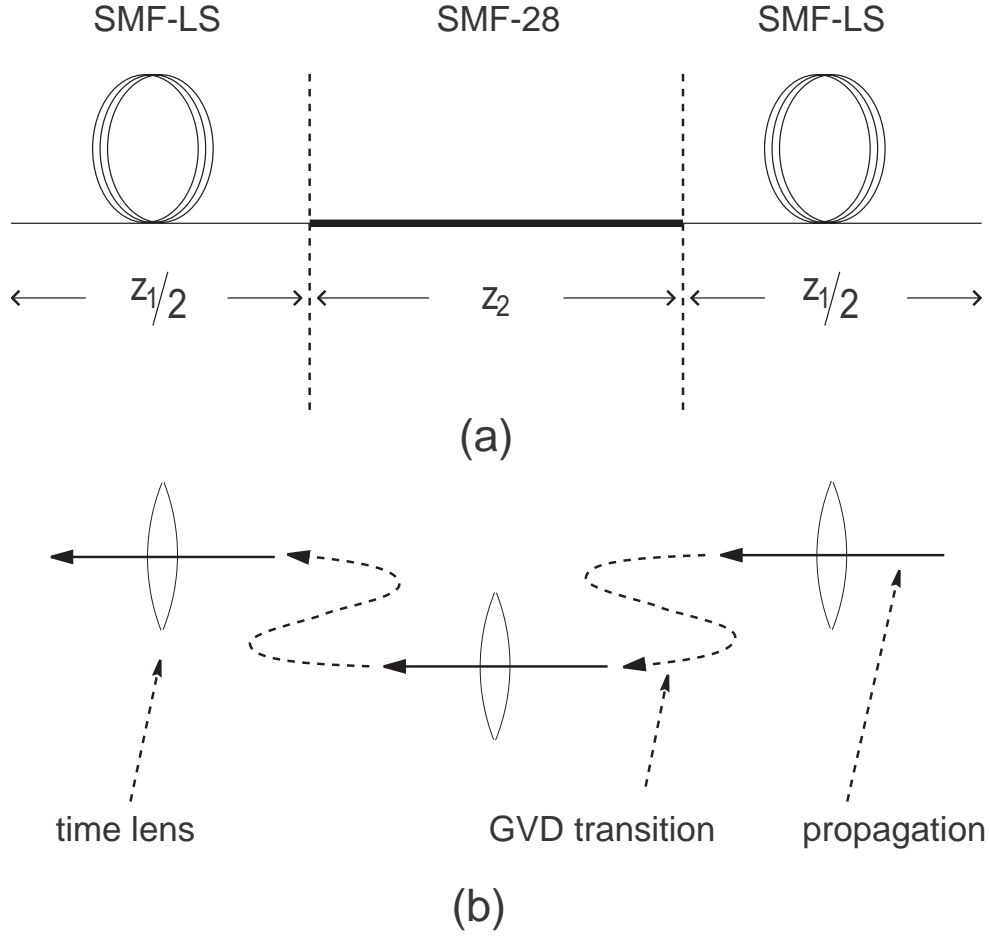 SMF-LS SMF-28 SMF-LS
z₁/2 z₂ z₁/2
(a)
time lens GVD transition propagation
(b)